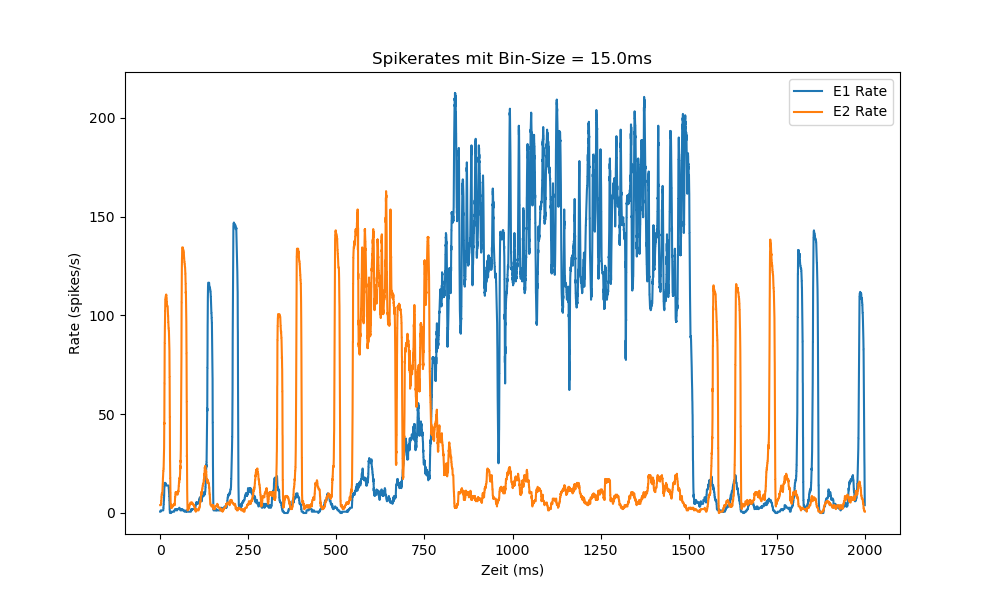 Spikerates mit Bin-Size = 15.0ms
E1 Rate
E2 Rate
Rate (spikes/s)
200
150
100
50
0
0 250 500 750 1000 1250 1500 1750 2000
Zeit (ms)